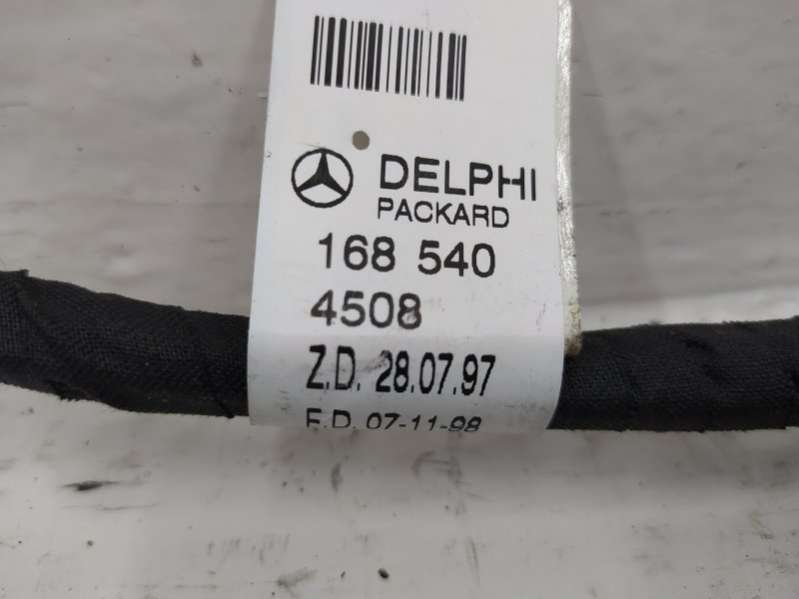 DELPHI
PACKARD
168 540
4508
Z.D. 28.07.97
F.D. 07-11-98